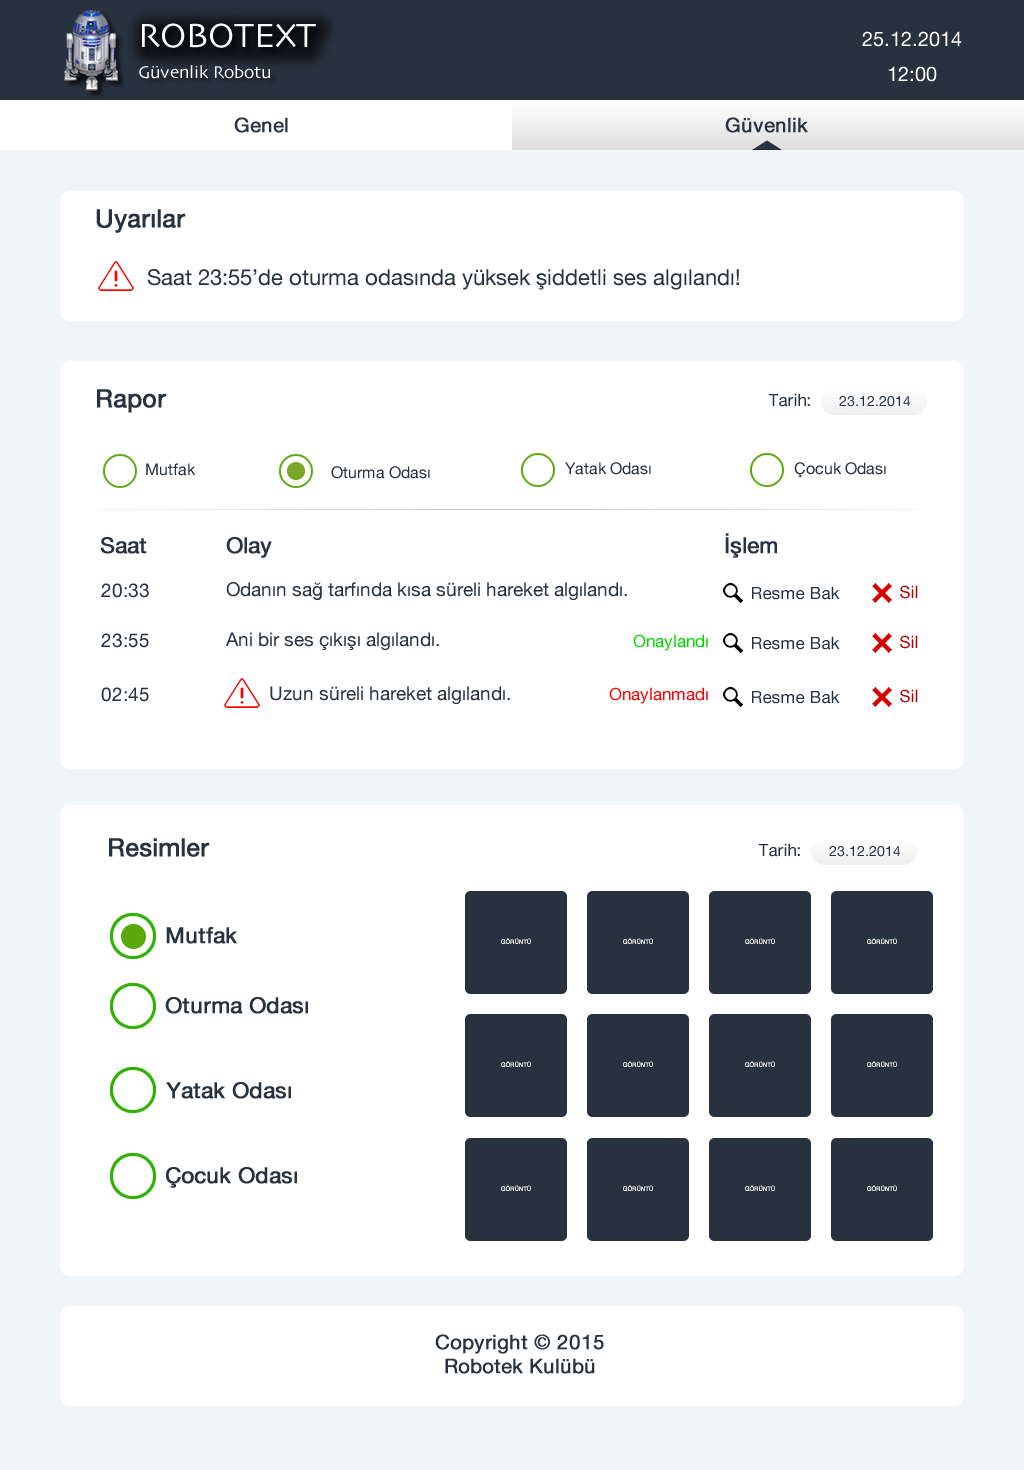 ROBOTEXT
Güvenlik Robotu
25.12.2014
12:00
Genel
Güvenlik
Uyarılar
Saat 23:55’de oturma odasında yüksek şiddetli ses algılandı!
Rapor
Tarih: 23.12.2014
Mutfak
Oturma Odası
Yatak Odası
Çocuk Odası
Saat Olay İşlem
20:33 Odanın sağ tarfında kısa süreli hareket algılandı. Resme Bak Sil
23:55 Ani bir ses çıkışı algılandı. Onaylandı Resme Bak Sil
02:45 Uzun süreli hareket algılandı. Onaylanmadı Resme Bak Sil
Resimler
Tarih: 23.12.2014
Mutfak
Oturma Odası
Yatak Odası
Çocuk Odası
GÖRÜNTÜ GÖRÜNTÜ GÖRÜNTÜ GÖRÜNTÜ
GÖRÜNTÜ GÖRÜNTÜ GÖRÜNTÜ GÖRÜNTÜ
GÖRÜNTÜ GÖRÜNTÜ GÖRÜNTÜ GÖRÜNTÜ
Copyright © 2015
Robotek Kulübü